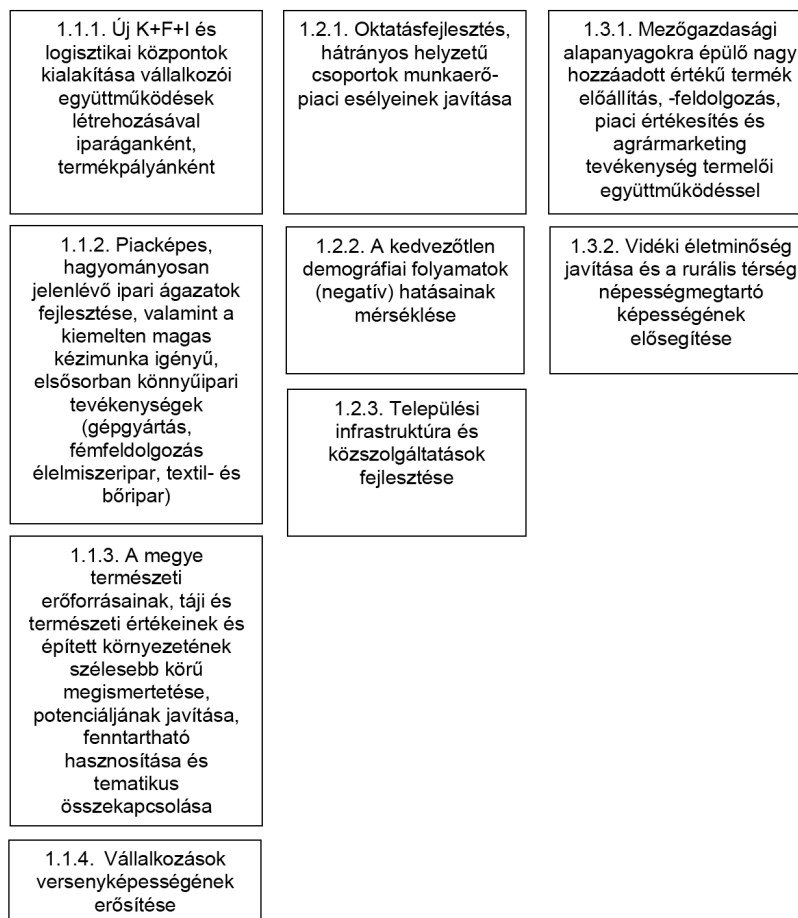 1.1.1. Új K+F+I és
logisztikai központok
kialakítása vállalkozói
együttműködések
létrehozásával
iparáganként,
termékpályánként
1.1.2. Piacképes,
hagyományosan
jelenlévő ipari ágazatok
fejlesztése, valamint a
kiemelten magas
kézimunka igényű,
elsősorban könnyűipari
tevékenységek
(gépgyártás,
fémfeldolgozás
élelmiszeripar, textil- és
bőripar)
1.1.3. A megye
természeti
erőforrásainak, táji és
természeti értékeinek és
épített környezetének
szélesebb körű
megismertetése,
potenciáljának javítása,
fenntartható
hasznosítása és
tematikus
összekapcsolása
1.1.4. Vállalkozások
versenyképességének
erősítése
1.2.1. Oktatásfejlesztés,
hátrányos helyzetű
csoportok munkaerő-
piaci esélyeinek javítása
1.2.2. A kedvezőtlen
demográfiai folyamatok
(negatív) hatásainak
mérséklése
1.2.3. Települési
infrastruktúra és
közszolgáltatások
fejlesztése
1.3.1. Mezőgazdasági
alapanyagokra épülő nagy
hozzáadott értékű termék
előállítás, -feldolgozás,
piaci értékesítés és
agrármarketing
tevékenység termelői
együttműködéssel
1.3.2. Vidéki életminőség
javítása és a rurális térség
népességmegtartó
képességének
elősegítése